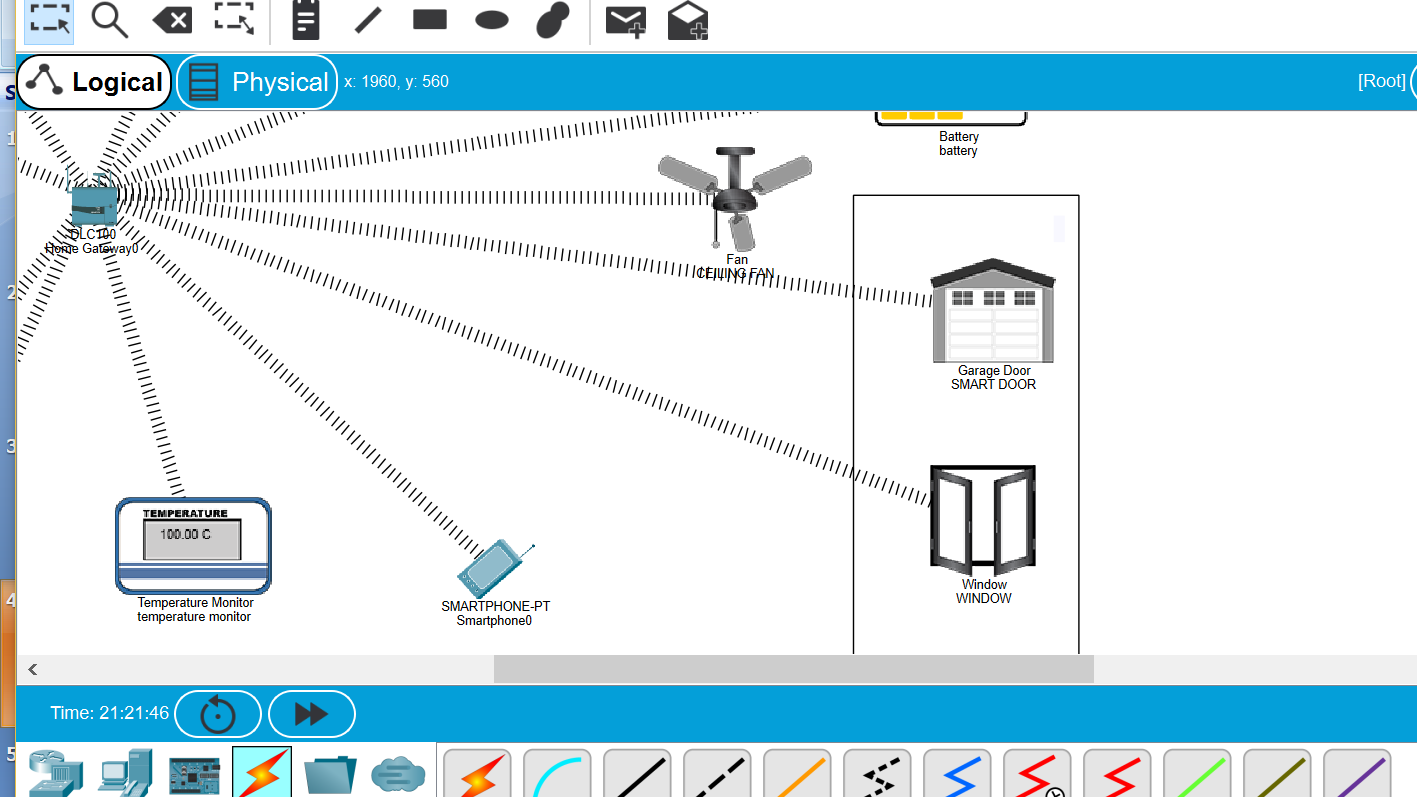 Logical
Physical
x: 1960, y: 560
[Root]
S
1
Battery
battery
DLC100
Home Gateway0
Fan
CEILING FAN
2
Garage Door
SMART DOOR
3
TEMPERATURE
100.00 C
Window
WINDOW
4
Temperature Monitor
temperature monitor
SMARTPHONE-PT
Smartphone0
Time: 21:21:46
5